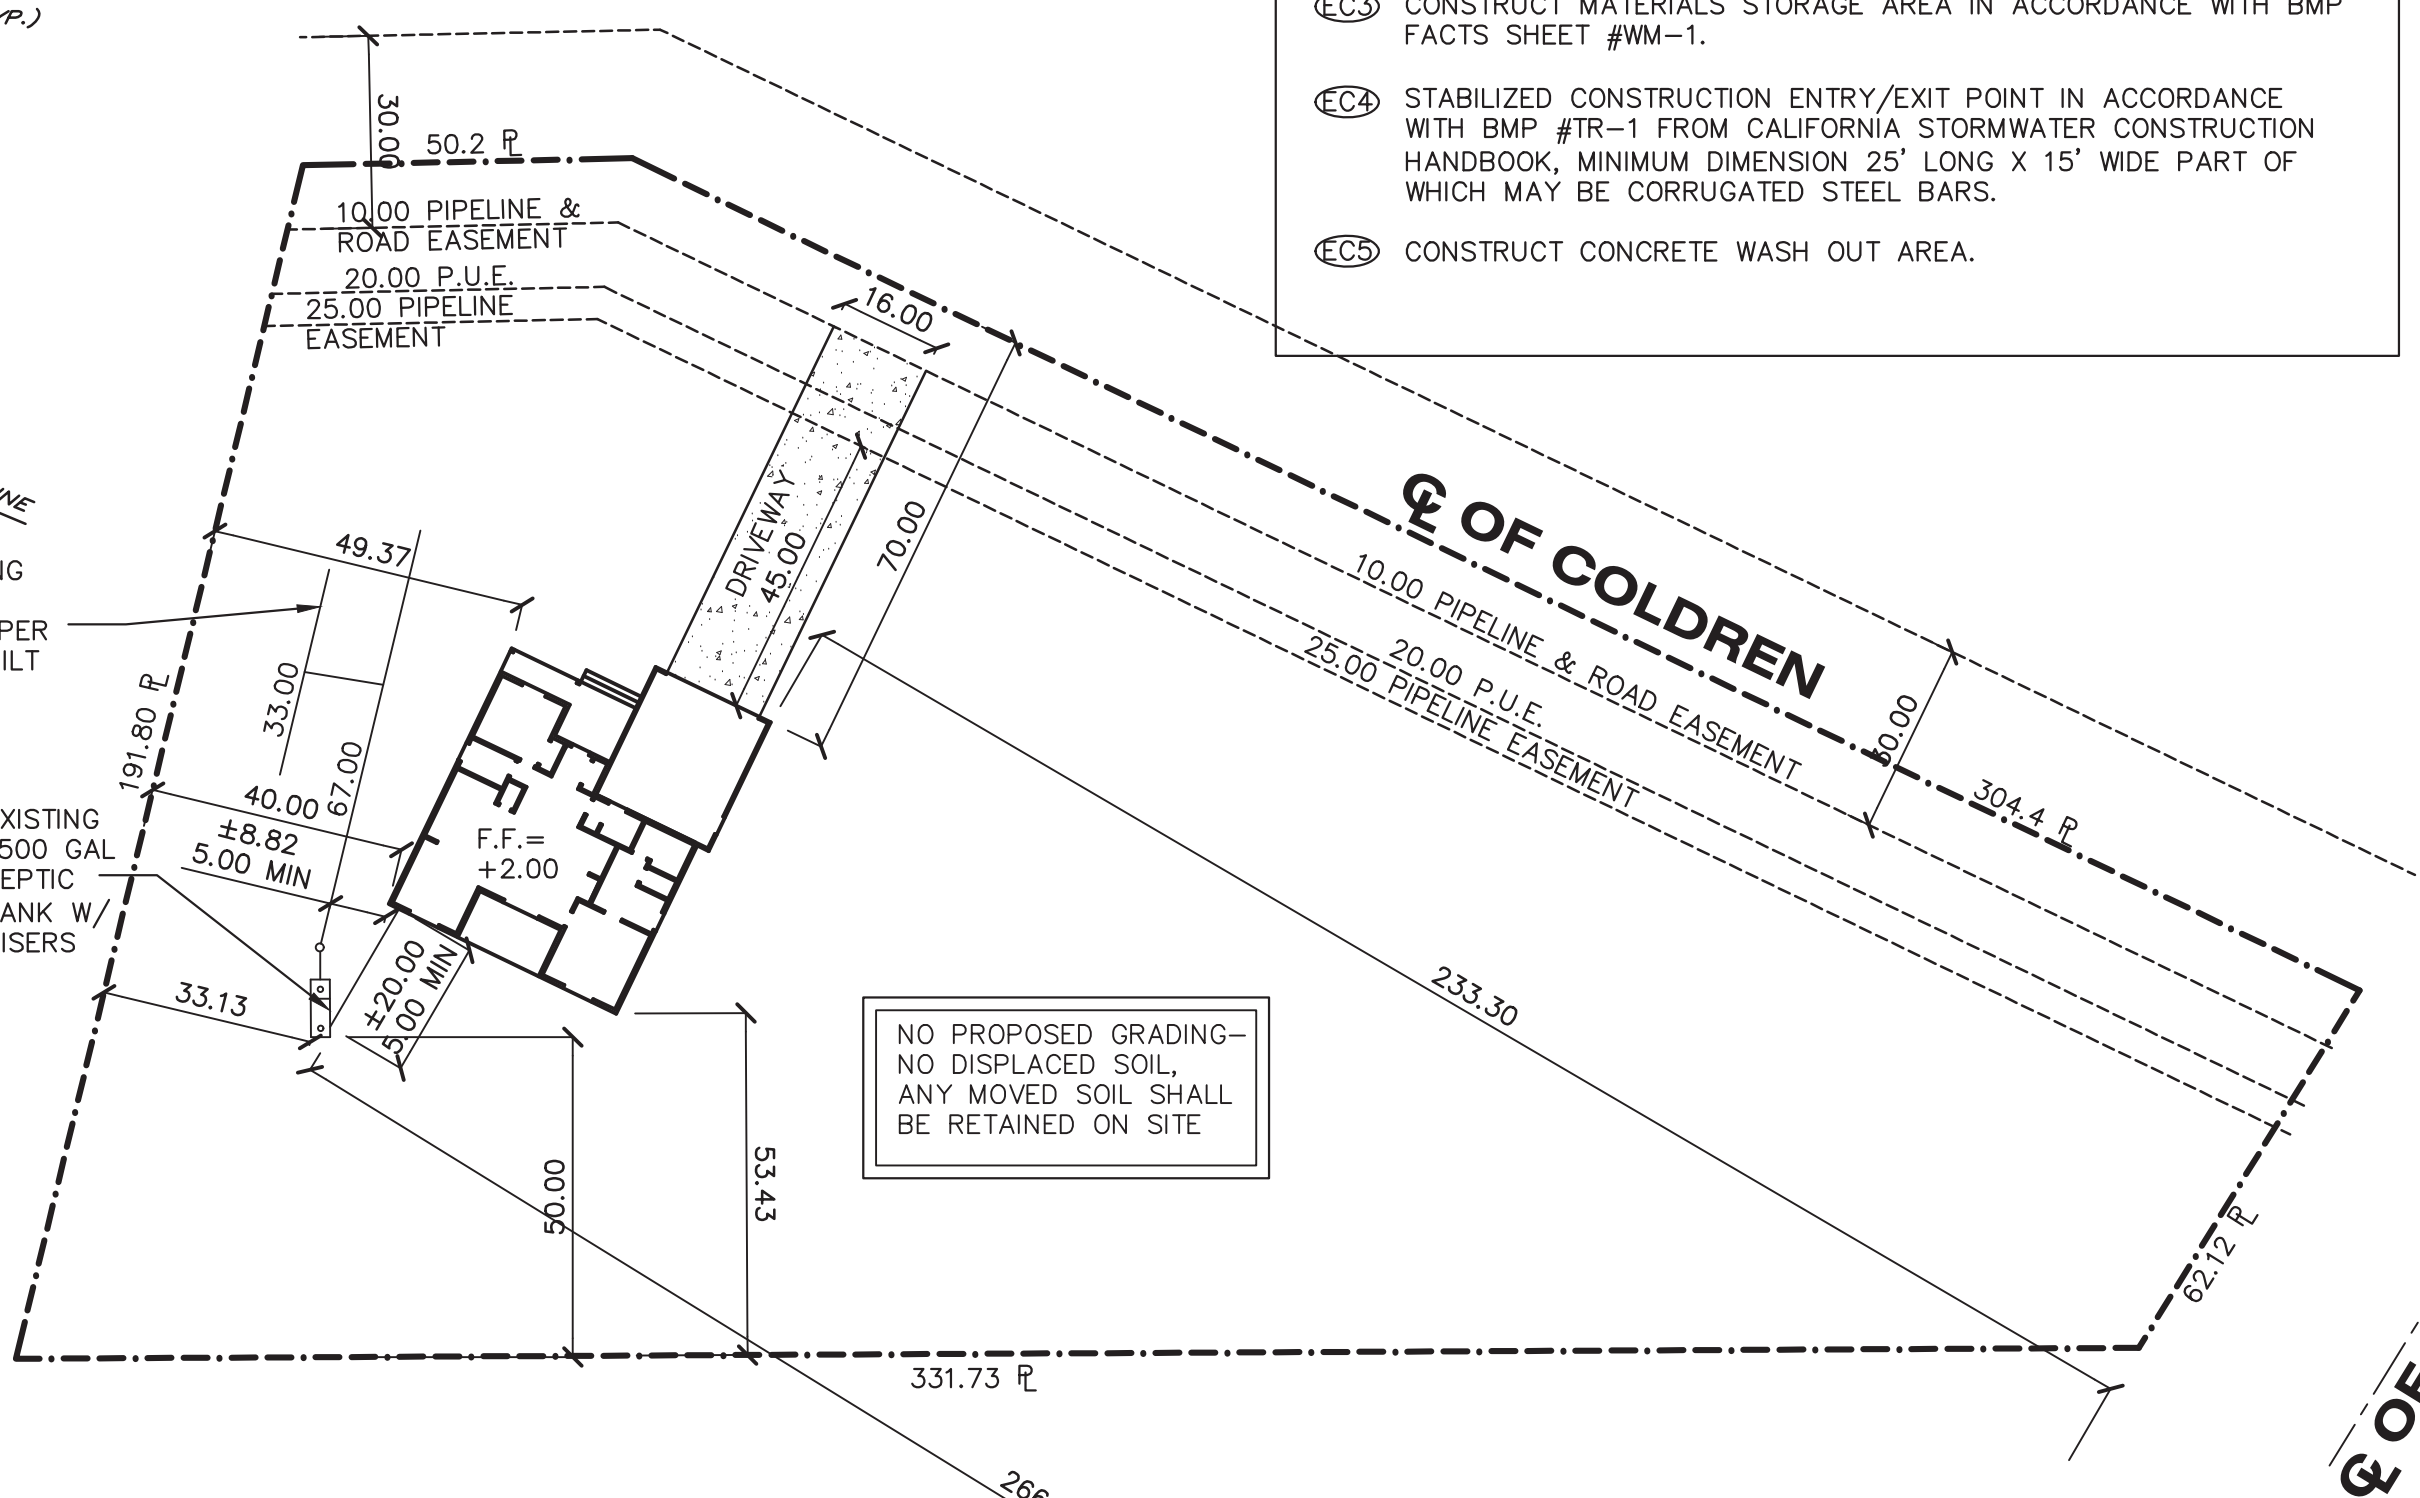 CONSTRUCT MATERIALS STORAGE AREA IN ACCORDANCE WITH BMP
FACTS SHEET #WM-1.
EC3
EC4 STABILIZED CONSTRUCTION ENTRY/EXIT POINT IN ACCORDANCE
WITH BMP #TR-1 FROM CALIFORNIA STORMWATER CONSTRUCTION
HANDBOOK, MINIMUM DIMENSION 25' LONG X 15' WIDE PART OF
WHICH MAY BE CORRUGATED STEEL BARS.
EC5 CONSTRUCT CONCRETE WASH OUT AREA.
30.00
50.2 PL
10.00 PIPELINE &
ROAD EASEMENT
20.00 P.U.E.
25.00 PIPELINE
EASEMENT
16.00
DRIVEWAY
45.00
70.00
49.37
33.00
67.00
191.80 PL
40.00
±8.82
5.00 MIN
F.F.=
+2.00
XISTING
500 GAL
EPTIC
ANK W/
ISERS
PER
ILT
33.13
±20.00
5.00 MIN
50.00
53.43
CL OF COLDREN
10.00 PIPELINE & ROAD EASEMENT
20.00 P.U.E.
25.00 PIPELINE EASEMENT
30.00
304.4 PL
233.30
NO PROPOSED GRADING-
NO DISPLACED SOIL,
ANY MOVED SOIL SHALL
BE RETAINED ON SITE
62.12 PL
331.73 PL
CL OF